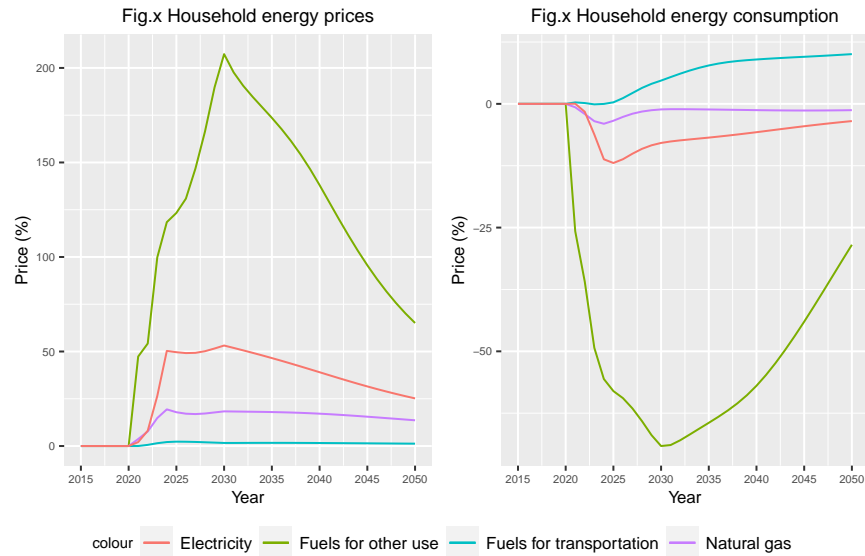 Fig.x Household energy prices
Price (%)
200
150
100
50
0
2015 2020 2025 2030 2035 2040 2045 2050
Year
Fig.x Household energy consumption
Price (%)
0
−25
−50
2015 2020 2025 2030 2035 2040 2045 2050
Year
colour Electricity Fuels for other use Fuels for transportation Natural gas